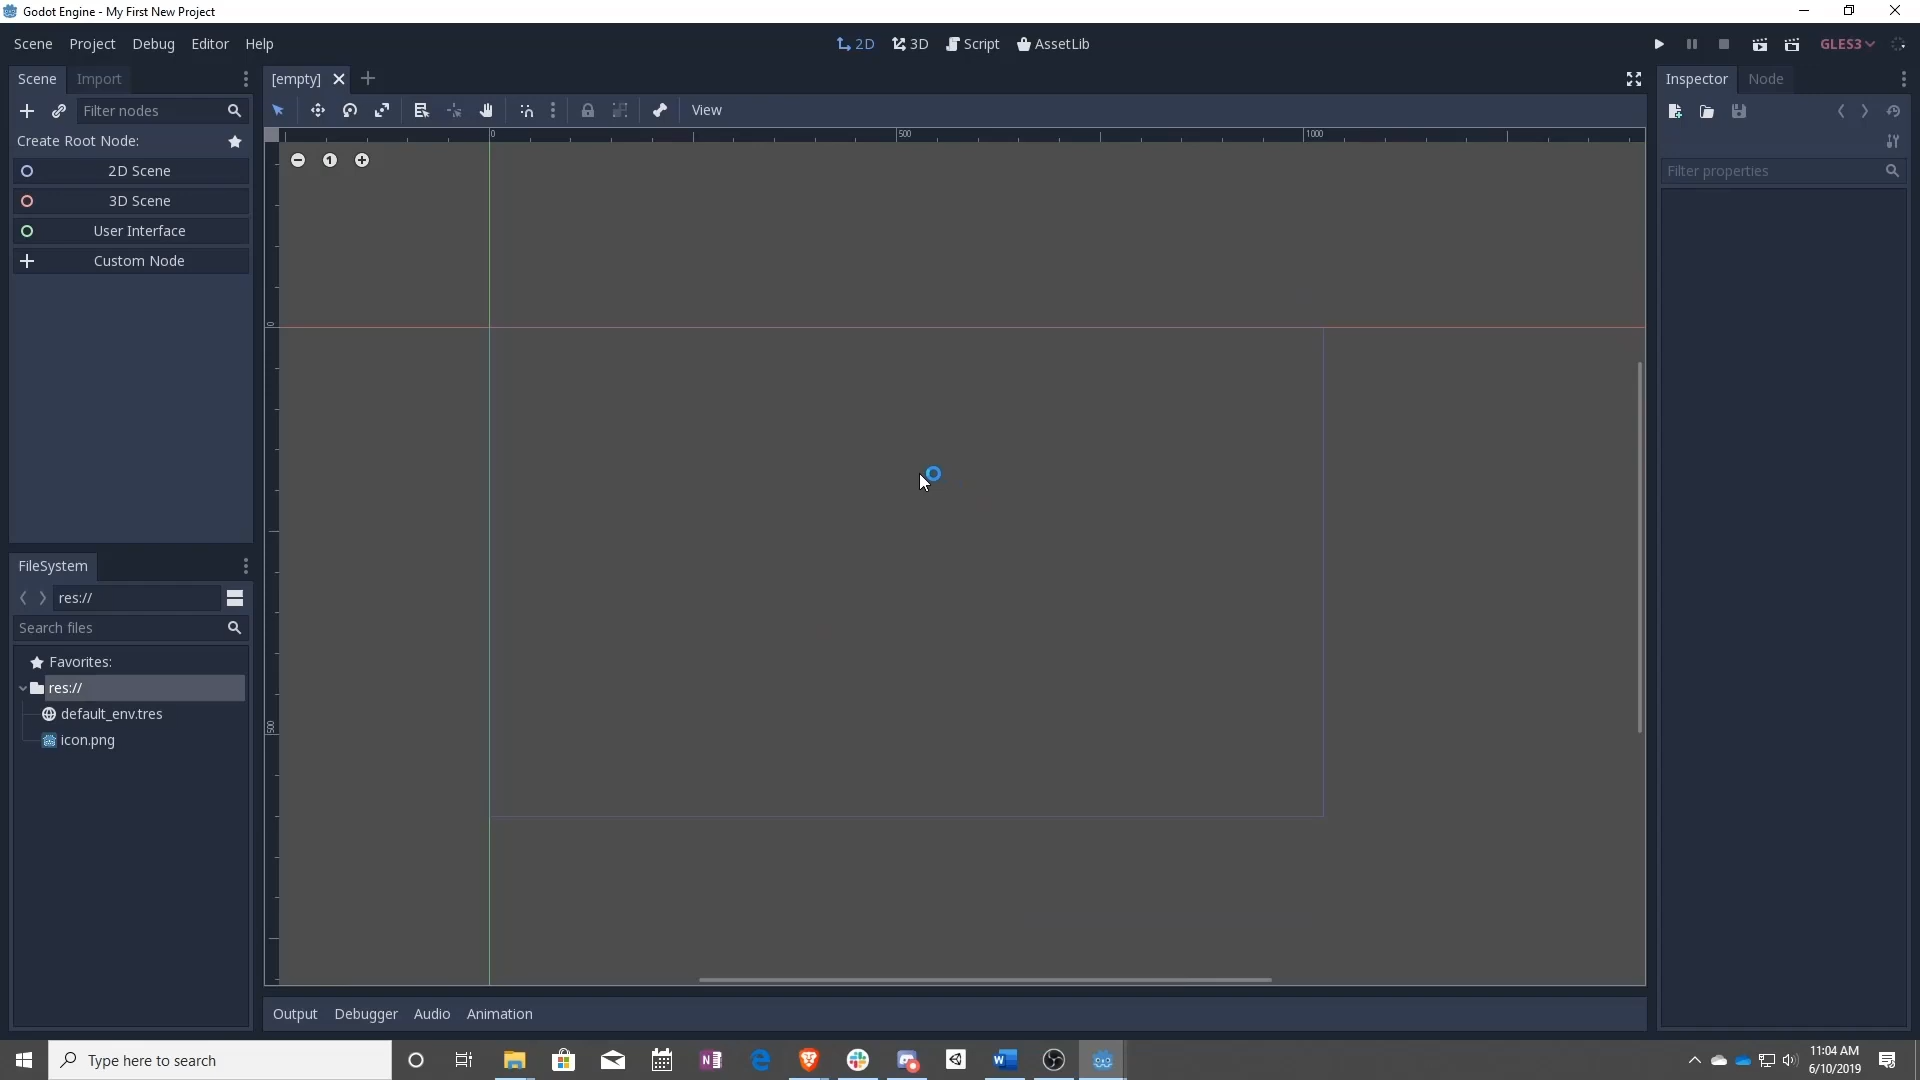 Godot Engine - My First New Project
Scene Project Debug Editor Help
2D 3D Script AssetLib
GLES3
Scene Import
[empty]
Inspector Node
Filter nodes
View
Create Root Node:
2D Scene
3D Scene
User Interface
Custom Node
0 500 1000
1
0
500
Filter properties
FileSystem
res://
Search files
Favorites:
res://
default_env.tres
icon.png
Output Debugger Audio Animation
Type here to search
11:04 AM
6/10/2019